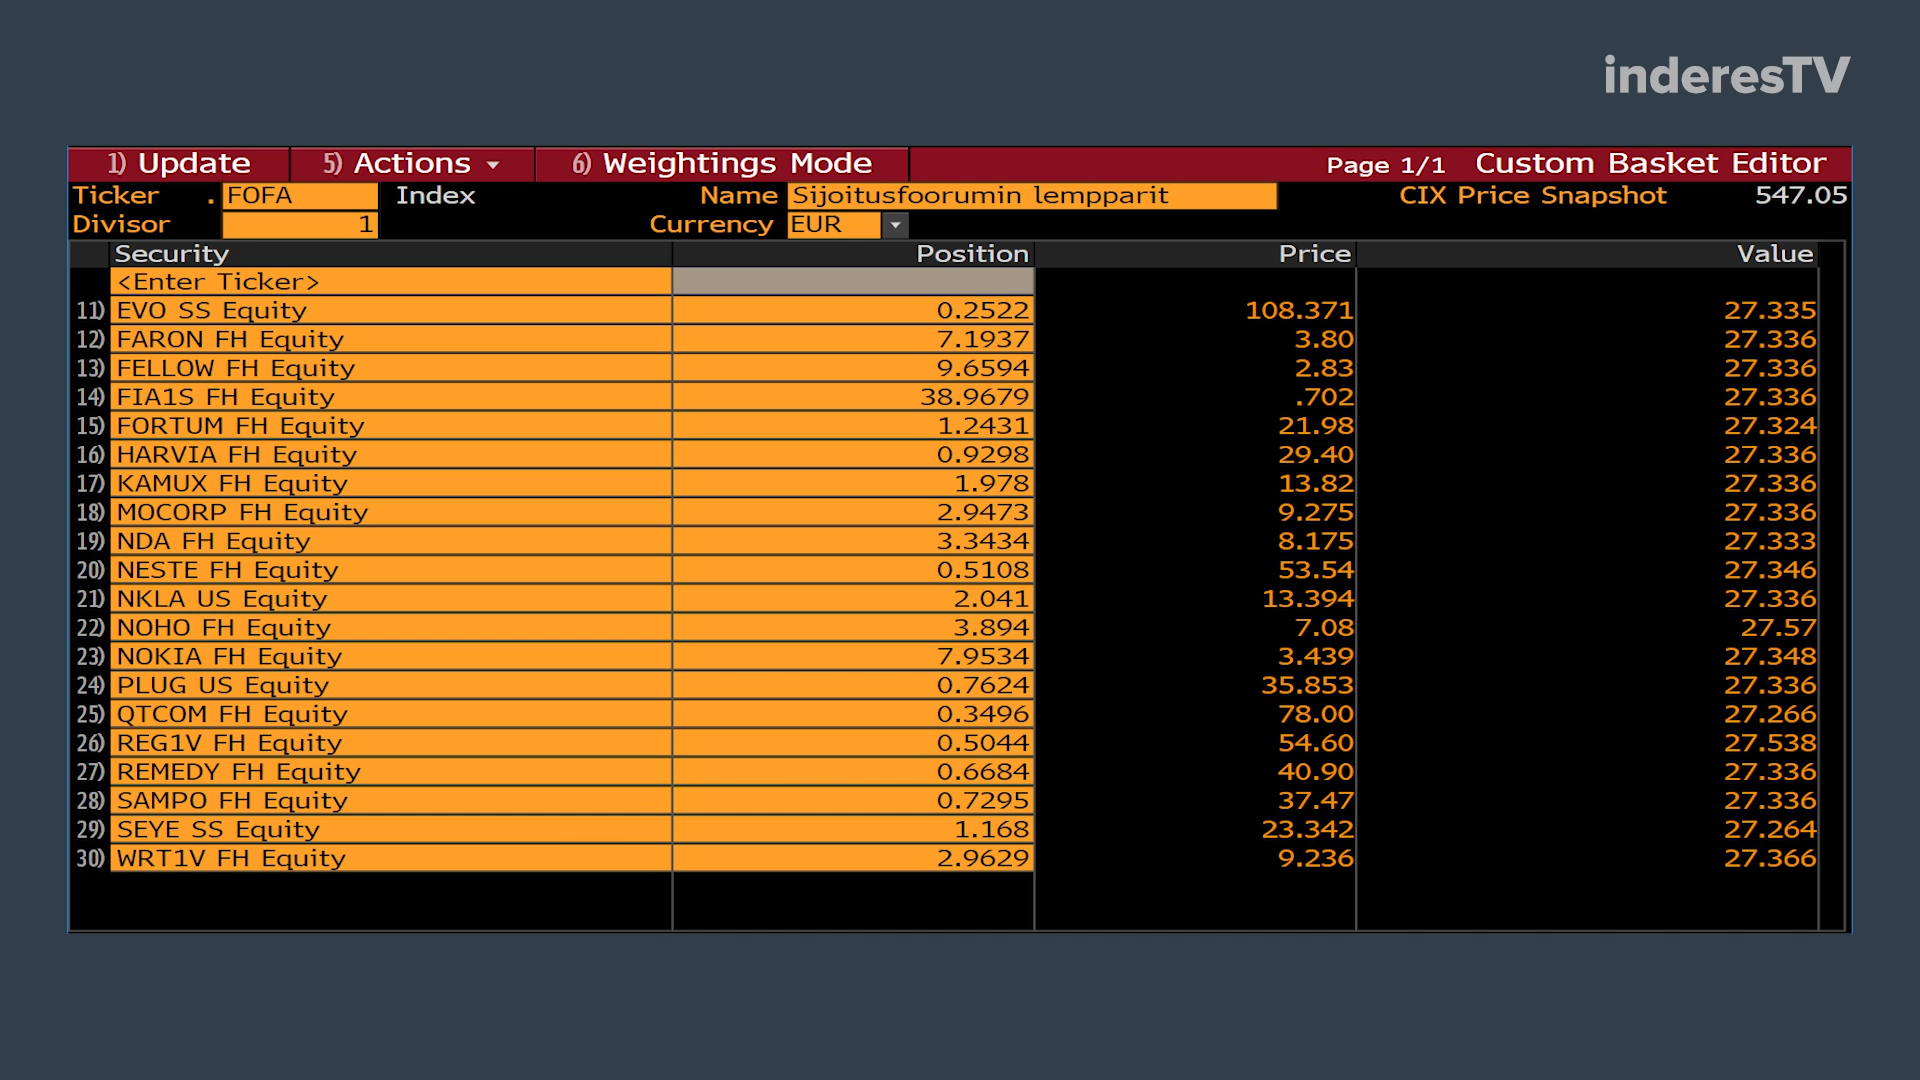 inderesTV
1) Update 5) Actions 6) Weightings Mode Page 1/1 Custom Basket Editor
Ticker . FOFA Index Name Sijoitusfoorumin lempparit CIX Price Snapshot 547.05
Divisor 1 Currency EUR
Security Position Price Value
<Enter Ticker>
11) EVO SS Equity 0.2522 108.371 27.335
12) FARON FH Equity 7.1937 3.80 27.336
13) FELLOW FH Equity 9.6594 2.83 27.336
14) FIA1S FH Equity 38.9679 .702 27.336
15) FORTUM FH Equity 1.2431 21.98 27.324
16) HARVIA FH Equity 0.9298 29.40 27.336
17) KAMUX FH Equity 1.978 13.82 27.336
18) MOCORP FH Equity 2.9473 9.275 27.336
19) NDA FH Equity 3.3434 8.175 27.333
20) NESTE FH Equity 0.5108 53.54 27.346
21) NKLA US Equity 2.041 13.394 27.336
22) NOHO FH Equity 3.894 7.08 27.57
23) NOKIA FH Equity 7.9534 3.439 27.348
24) PLUG US Equity 0.7624 35.853 27.336
25) QTCOM FH Equity 0.3496 78.00 27.266
26) REG1V FH Equity 0.5044 54.60 27.538
27) REMEDY FH Equity 0.6684 40.90 27.336
28) SAMPO FH Equity 0.7295 37.47 27.336
29) SEYE SS Equity 1.168 23.342 27.264
30) WRT1V FH Equity 2.9629 9.236 27.366